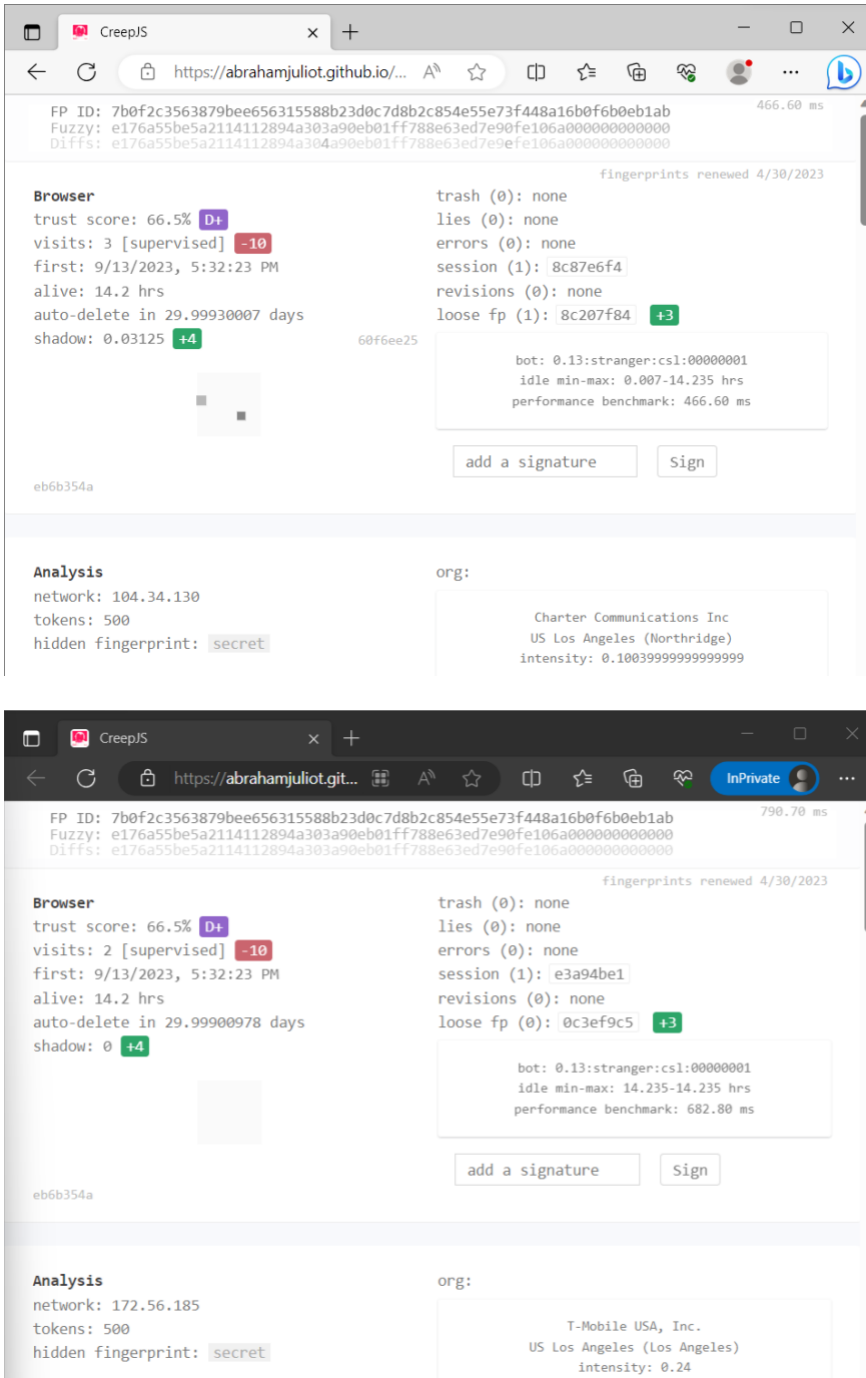 CreepJS
https://abrahamjuliot.github.io/...
FP ID: 7b0f2c3563879bee656315588b23d0c7d8b2c854e55e73f448a16b0f6b0eb1ab
466.60 ms
Fuzzy: e176a55be5a2114112894a303a90eb01ff788e63ed7e90fe106a000000000000
Diffs: e176a55be5a2114112894a304a90eb01ff788e63ed7e9efe106a000000000000
fingerprints renewed 4/30/2023
Browser
trust score: 66.5% D+
visits: 3 [supervised] -10
first: 9/13/2023, 5:32:23 PM
alive: 14.2 hrs
auto-delete in 29.99930007 days
shadow: 0.03125 +4
60f6ee25
eb6b354a
trash (0): none
lies (0): none
errors (0): none
session (1): 8c87e6f4
revisions (0): none
loose fp (1): 8c207f84 +3
bot: 0.13:stranger:csl:00000001
idle min-max: 0.007-14.235 hrs
performance benchmark: 466.60 ms
add a signature
Sign
Analysis
network: 104.34.130
tokens: 500
hidden fingerprint: secret
org:
Charter Communications Inc
US Los Angeles (Northridge)
intensity: 0.10039999999999999
CreepJS
https://abrahamjuliot.git...
InPrivate
FP ID: 7b0f2c3563879bee656315588b23d0c7d8b2c854e55e73f448a16b0f6b0eb1ab
790.70 ms
Fuzzy: e176a55be5a2114112894a303a90eb01ff788e63ed7e90fe106a000000000000
Diffs: e176a55be5a2114112894a303a90eb01ff788e63ed7e90fe106a000000000000
fingerprints renewed 4/30/2023
Browser
trust score: 66.5% D+
visits: 2 [supervised] -10
first: 9/13/2023, 5:32:23 PM
alive: 14.2 hrs
auto-delete in 29.99900978 days
shadow: 0 +4
eb6b354a
trash (0): none
lies (0): none
errors (0): none
session (1): e3a94be1
revisions (0): none
loose fp (0): 0c3ef9c5 +3
bot: 0.13:stranger:csl:00000001
idle min-max: 14.235-14.235 hrs
performance benchmark: 682.80 ms
add a signature
Sign
Analysis
network: 172.56.185
tokens: 500
hidden fingerprint: secret
org:
T-Mobile USA, Inc.
US Los Angeles (Los Angeles)
intensity: 0.24